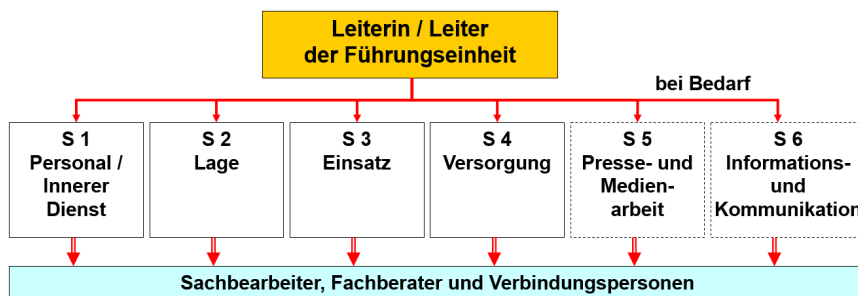 Leiterin / Leiter
der Führungseinheit
bei Bedarf
S 1
Personal /
Innerer
Dienst
S 2
Lage
S 3
Einsatz
S 4
Versorgung
S 5
Presse- und
Medien-
arbeit
S 6
Informations-
und
Kommunikation
Sachbearbeiter, Fachberater und Verbindungspersonen